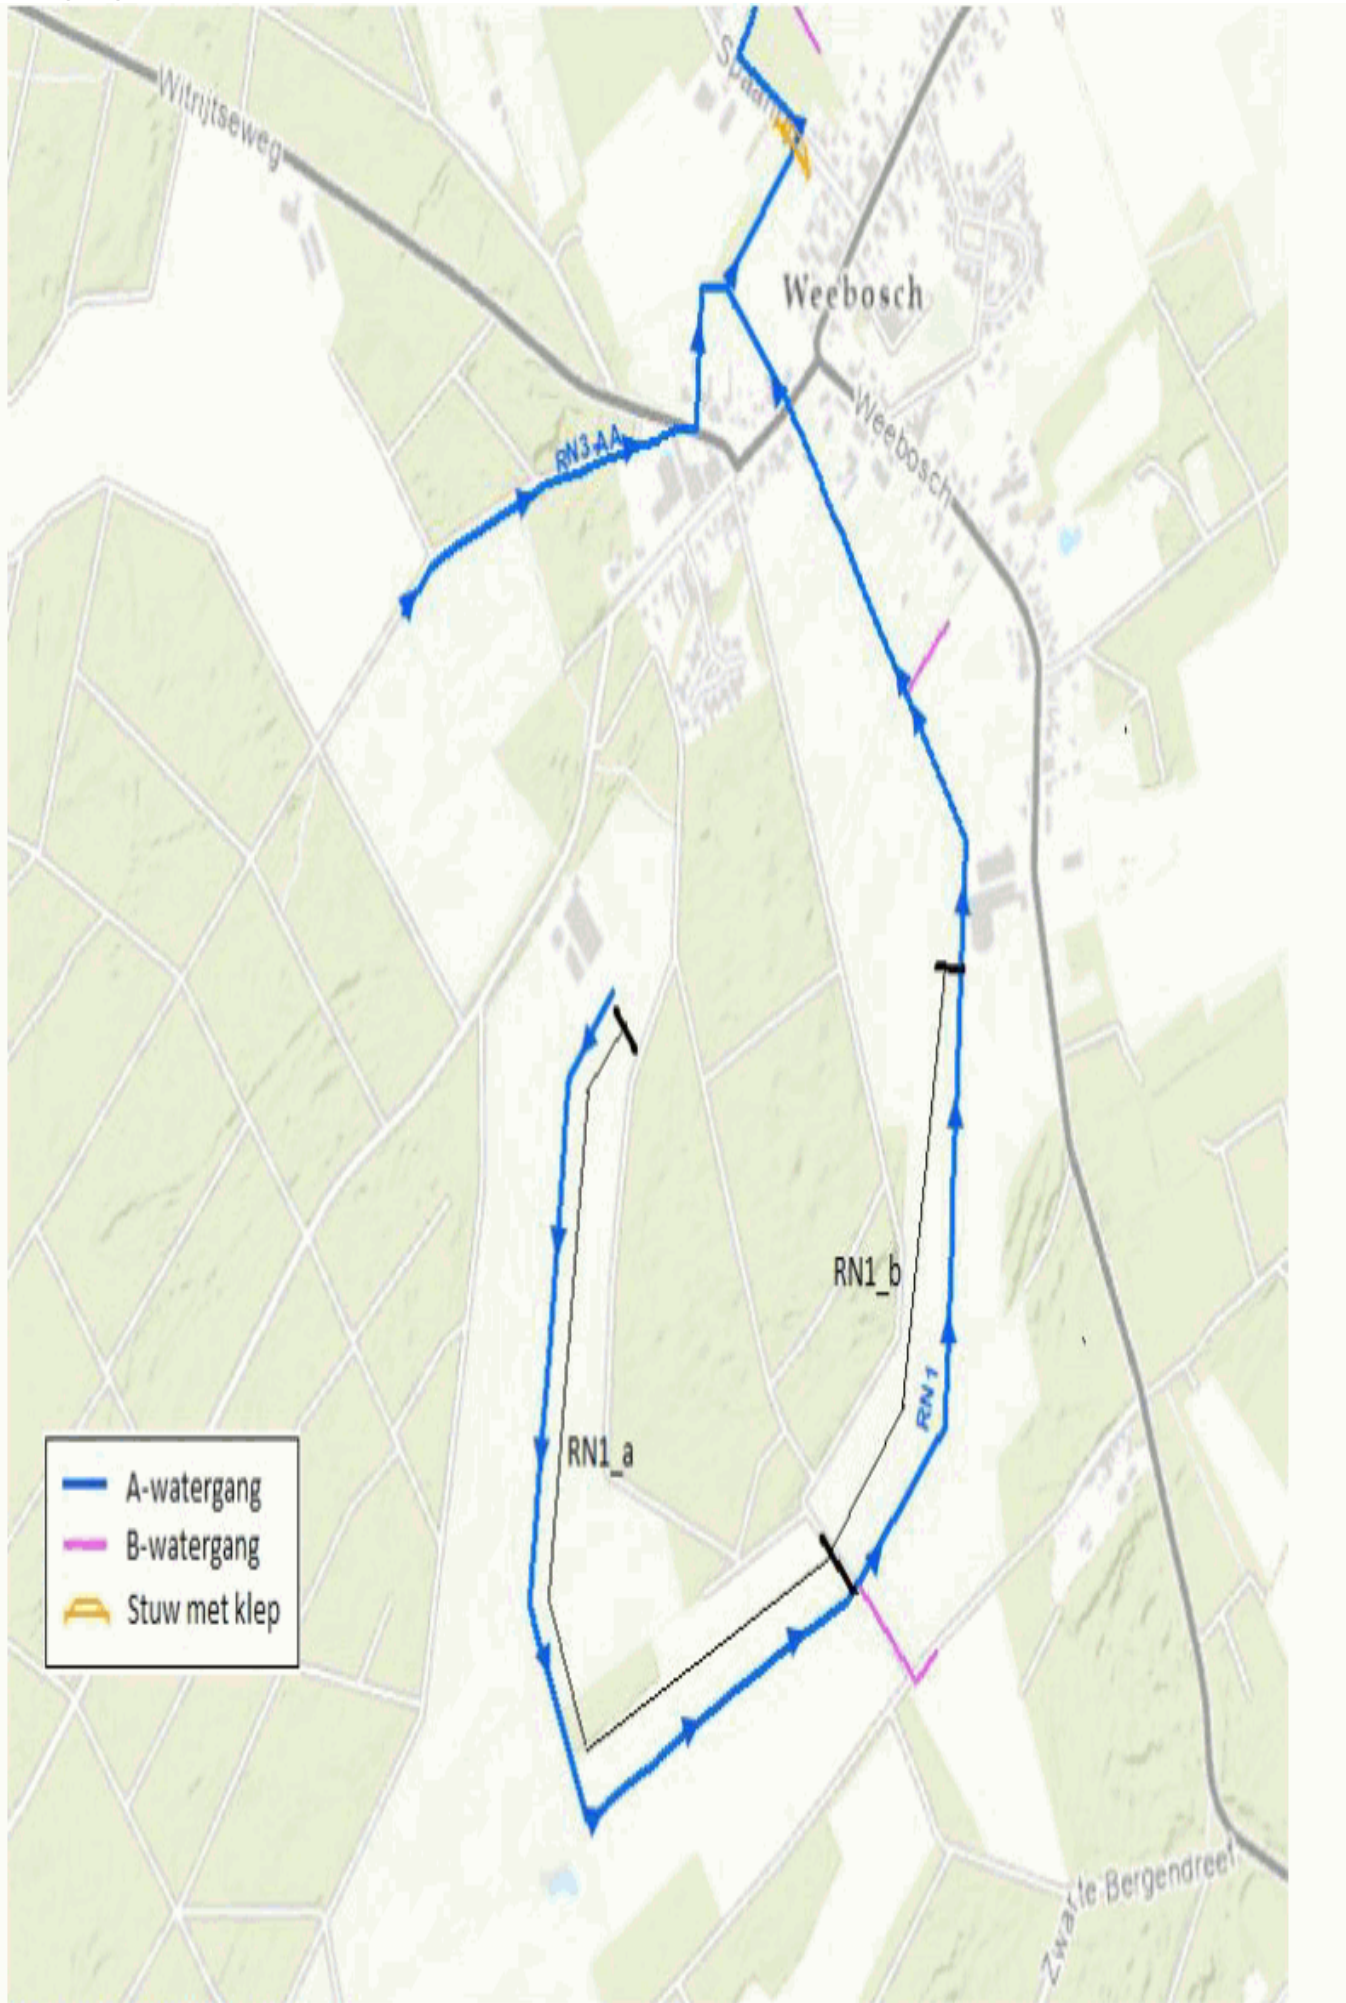 Witrijtseweg
Weebosch
Weebosch
RN3-AA
RN1_b
RN1
RN1_a
A-watergang
B-watergang
Stuw met klep
Zwarte Bergendreef